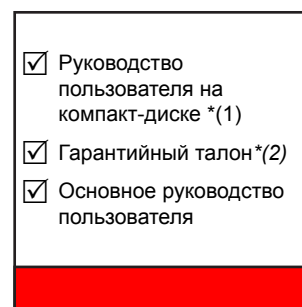 ☑ Руководство
пользователя на
компакт-диске *(1)
☑ Гарантийный талон*(2)
☑ Основное руководство
пользователя